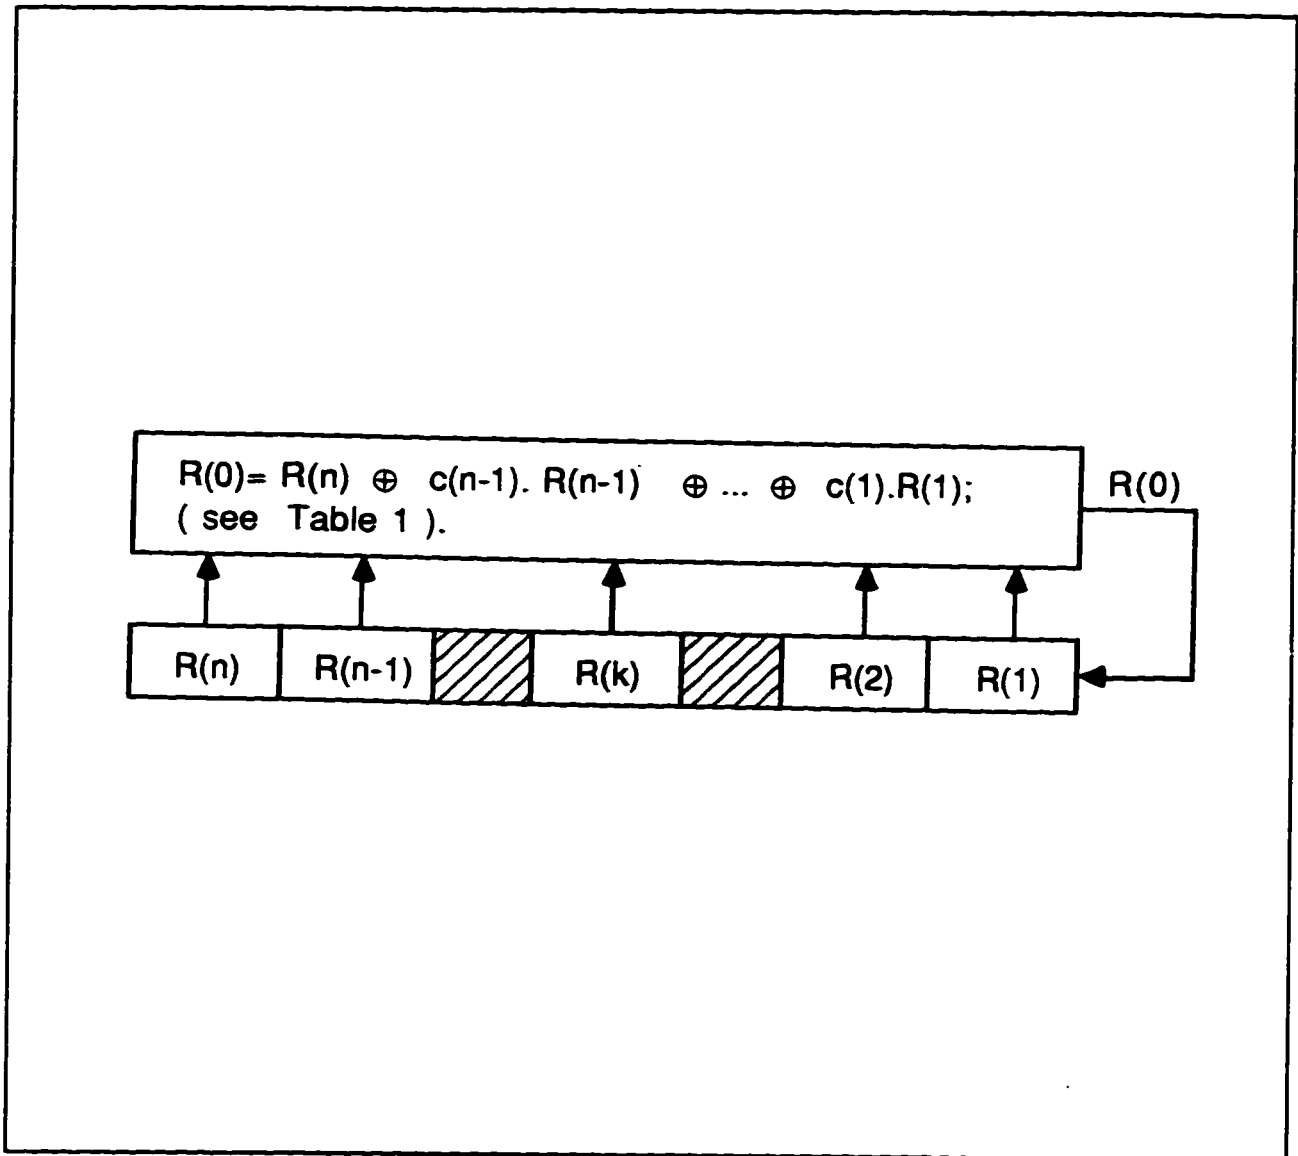 R(0)= R(n) ⊕ c(n-1). R(n-1) ⊕ ... ⊕ c(1).R(1);
( see Table 1 ).
R(0)
R(n) R(n-1) R(k) R(2) R(1)